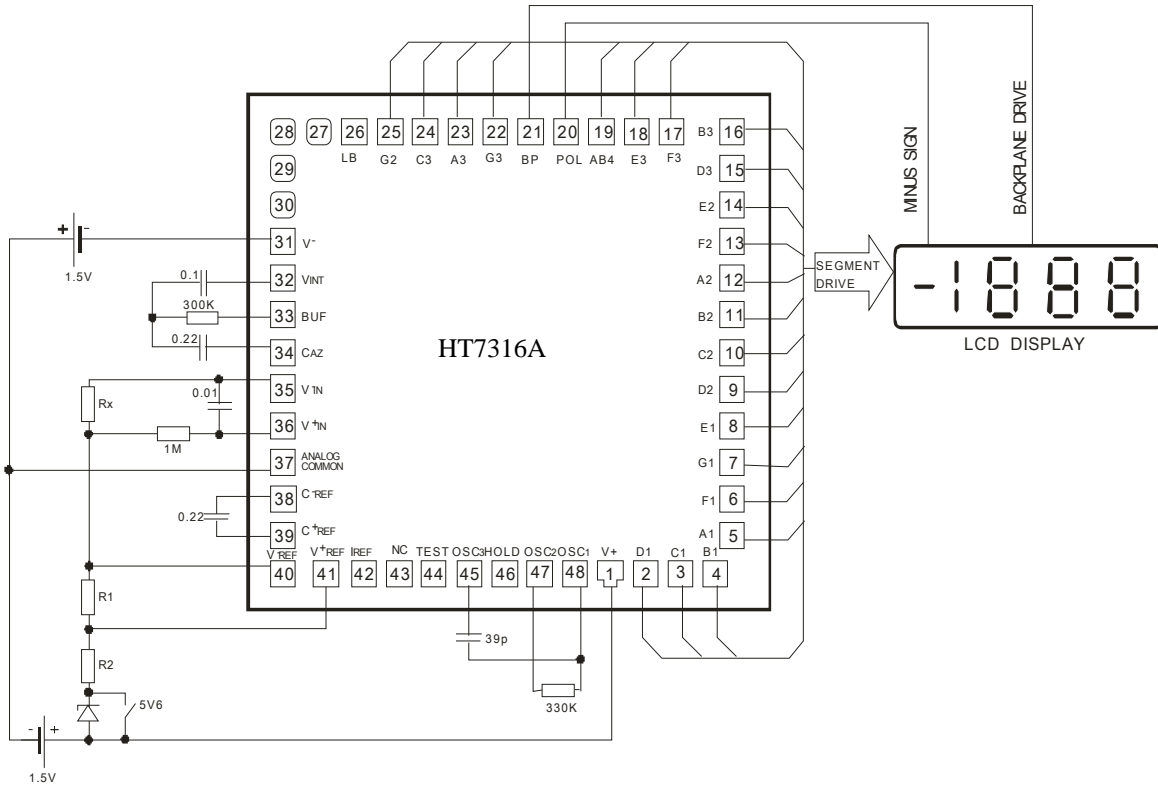 28 27 26 25 24 23 22 21 20 19 18 17
LB G2 C3 A3 G3 BP POL AB4 E3 F3
B3 16
D3 15
E2 14
F2 13
A2 12
B2 11
C2 10
D2 9
E1 8
G1 7
F1 6
A1 5
29
30
31 V-
32 VINT
33 BUF
34 CAZ
35 V-IN
36 V+IN
37 ANALOG
COMMON
38 C-REF
39 C+REF
V-REF V+REF IREF NC TEST OSC3 HOLD OSC2 OSC1 V+ D1 C1 B1
40 41 42 43 44 45 46 47 48 1 2 3 4
HT7316A
+ -
1.5V
0.1
300K
0.22
Rx
0.01
1M
0.22
R1
R2
5V6
- +
1.5V
39p
330K
MINUS SIGN
BACKPLANE DRIVE
SEGMENT
DRIVE
-1888
LCD DISPLAY